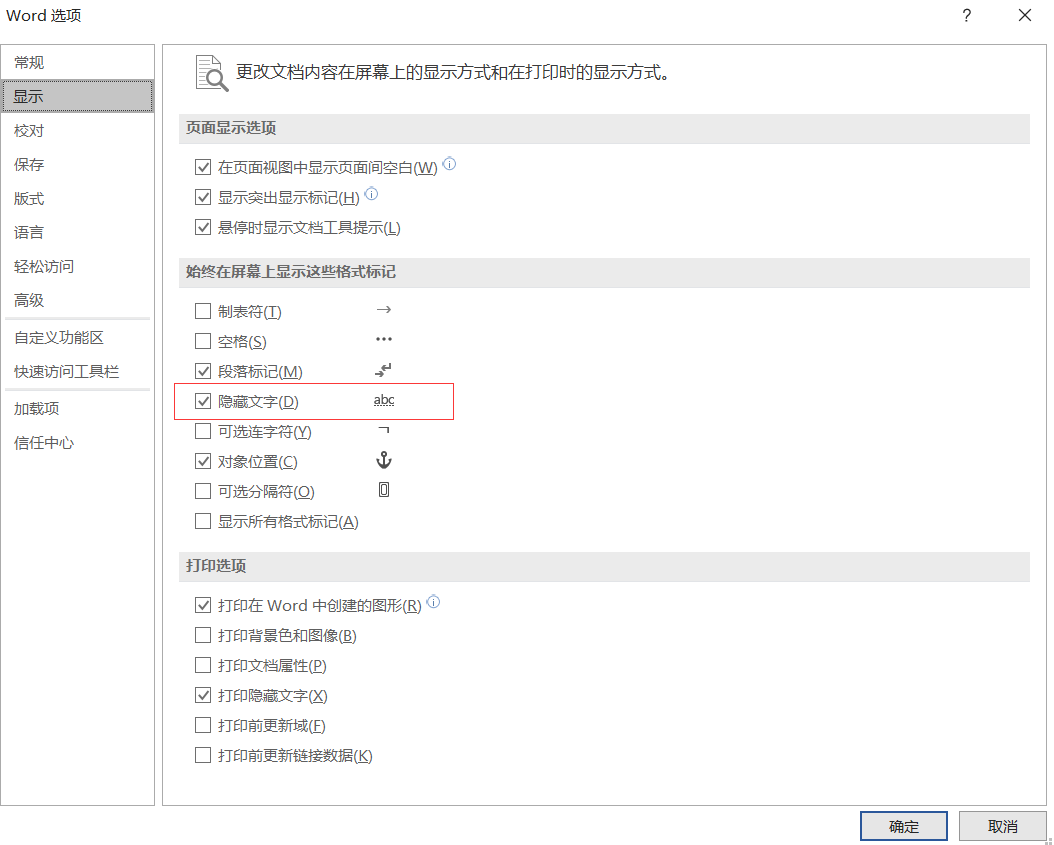 Word 选项
?
常规
显示
校对
保存
版式
语言
轻松访问
高级
自定义功能区
快速访问工具栏
加载项
信任中心
更改文档内容在屏幕上的显示方式和在打印时的显示方式。
页面显示选项
在页面视图中显示页面间空白(W)
显示突出显示标记(H)
悬停时显示文档工具提示(L)
始终在屏幕上显示这些格式标记
制表符(T) →
空格(S) •••
段落标记(M)
隐藏文字(D) abc
可选连字符(Y) ¬
对象位置(C)
可选分隔符(O)
显示所有格式标记(A)
打印选项
打印在 Word 中创建的图形(R)
打印背景色和图像(B)
打印文档属性(P)
打印隐藏文字(X)
打印前更新域(F)
打印前更新链接数据(K)
确定 取消